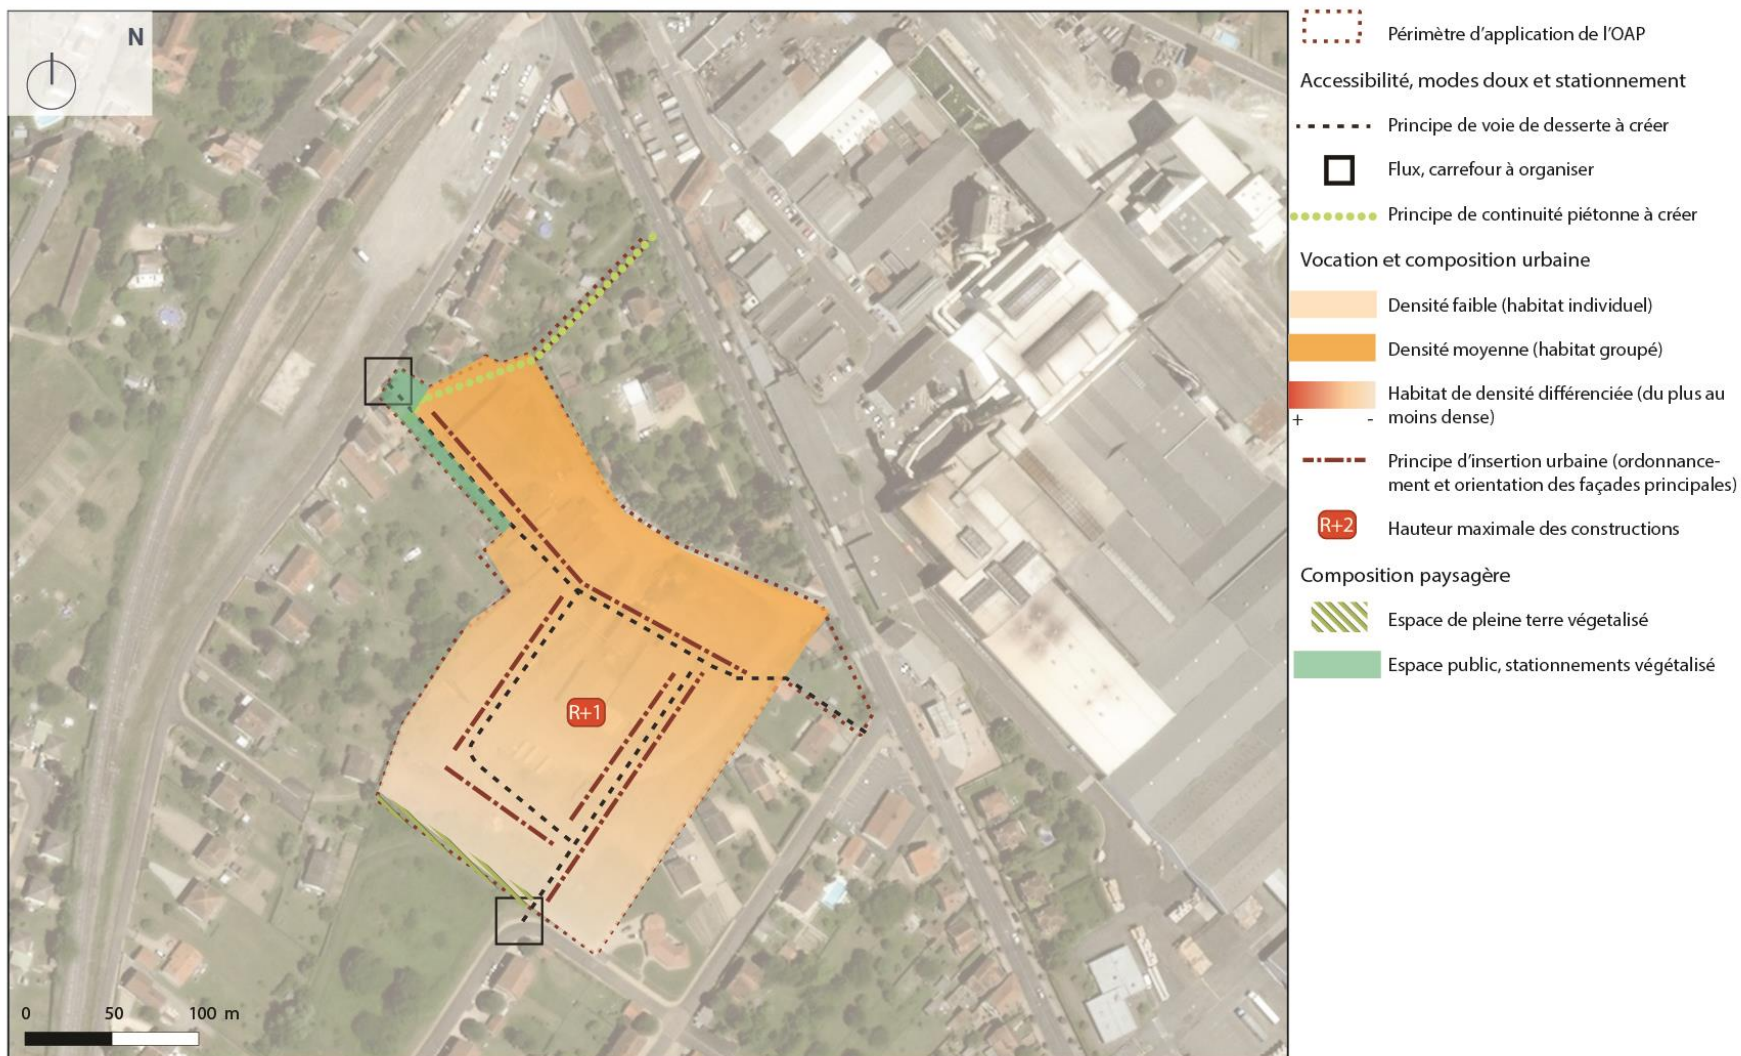 N
Périmètre d'application de l'OAP
Accessibilité, modes doux et stationnement
Principe de voie de desserte à créer
Flux, carrefour à organiser
Principe de continuité piétonne à créer
Vocation et composition urbaine
Densité faible (habitat individuel)
Densité moyenne (habitat groupé)
Habitat de densité différenciée (du plus au
moins dense)
+ -
Principe d'insertion urbaine (ordonnance-
ment et orientation des façades principales)
R+2
Hauteur maximale des constructions
Composition paysagère
Espace de pleine terre végetalisé
Espace public, stationnements végétalisé
R+1
0 50 100 m